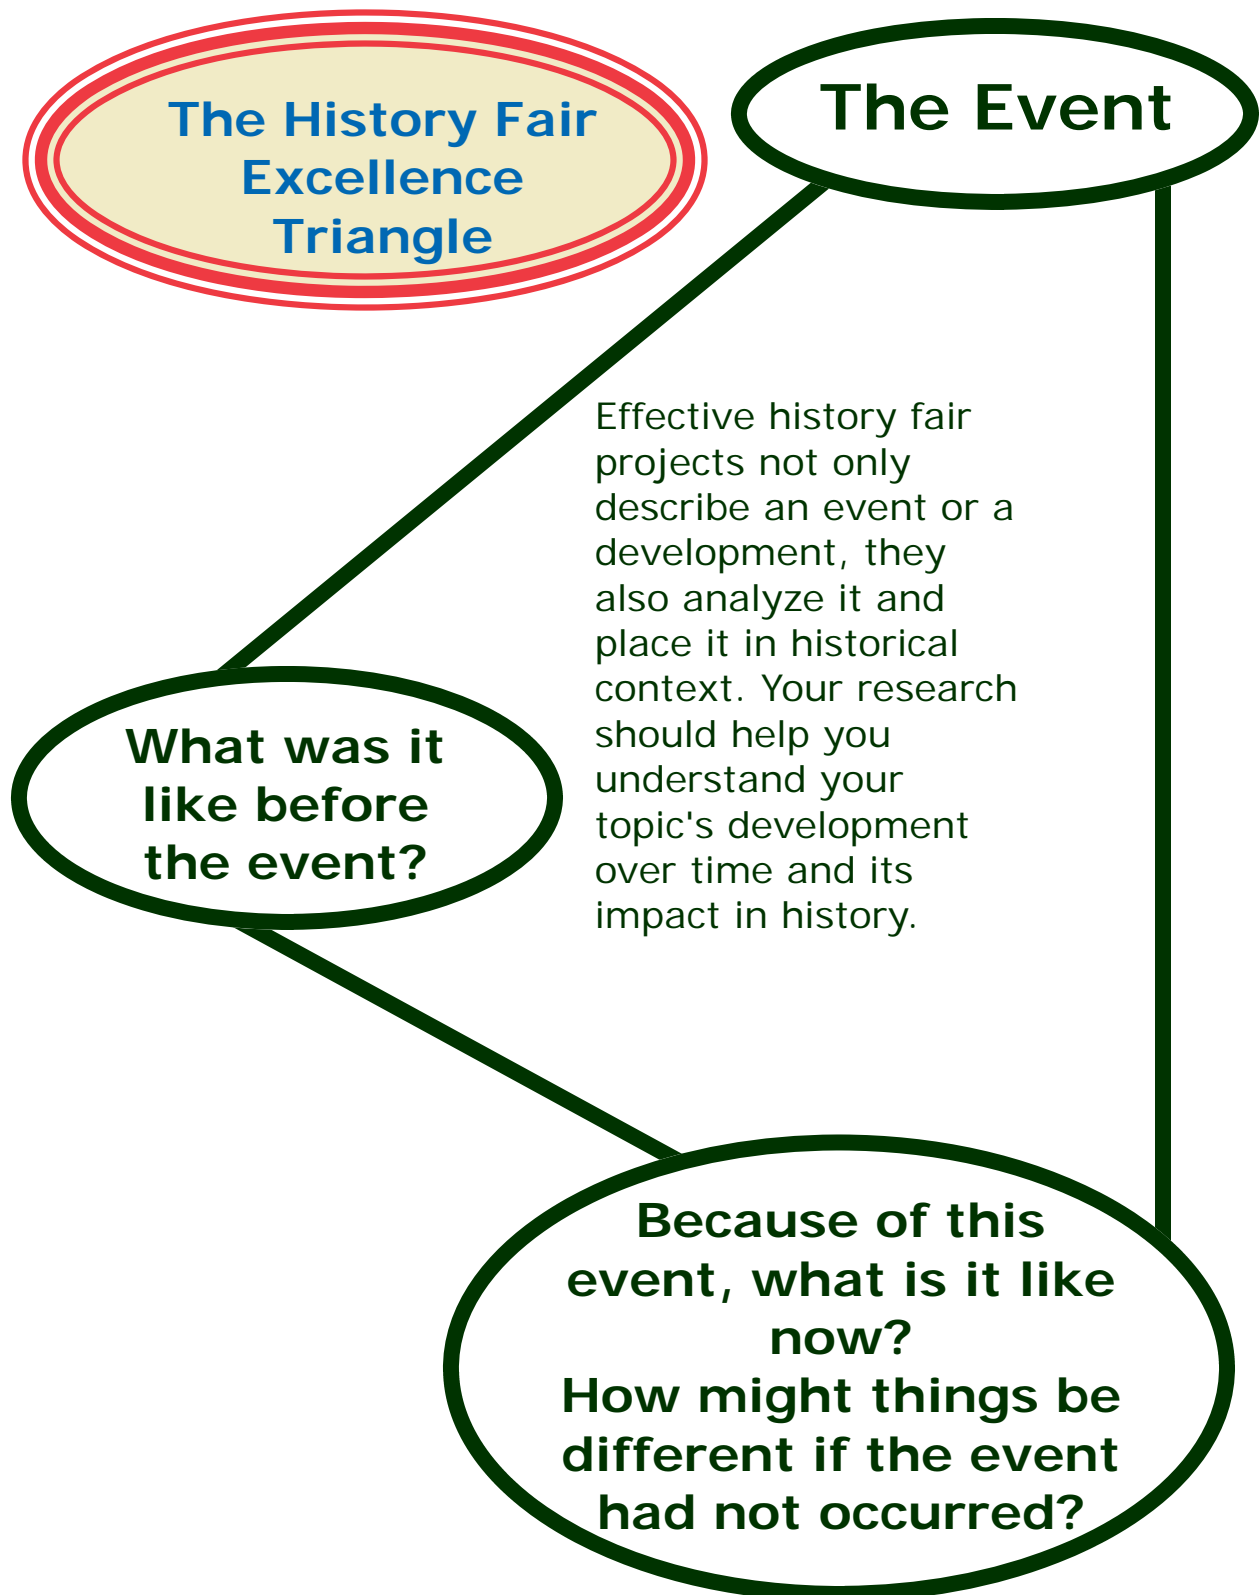 The History Fair
Excellence
Triangle
The Event
Effective history fair
projects not only
describe an event or a
development, they
also analyze it and
place it in historical
context. Your research
should help you
understand your
topic's development
over time and its
impact in history.
What was it
like before
the event?
Because of this
event, what is it like
now?
How might things be
different if the event
had not occurred?